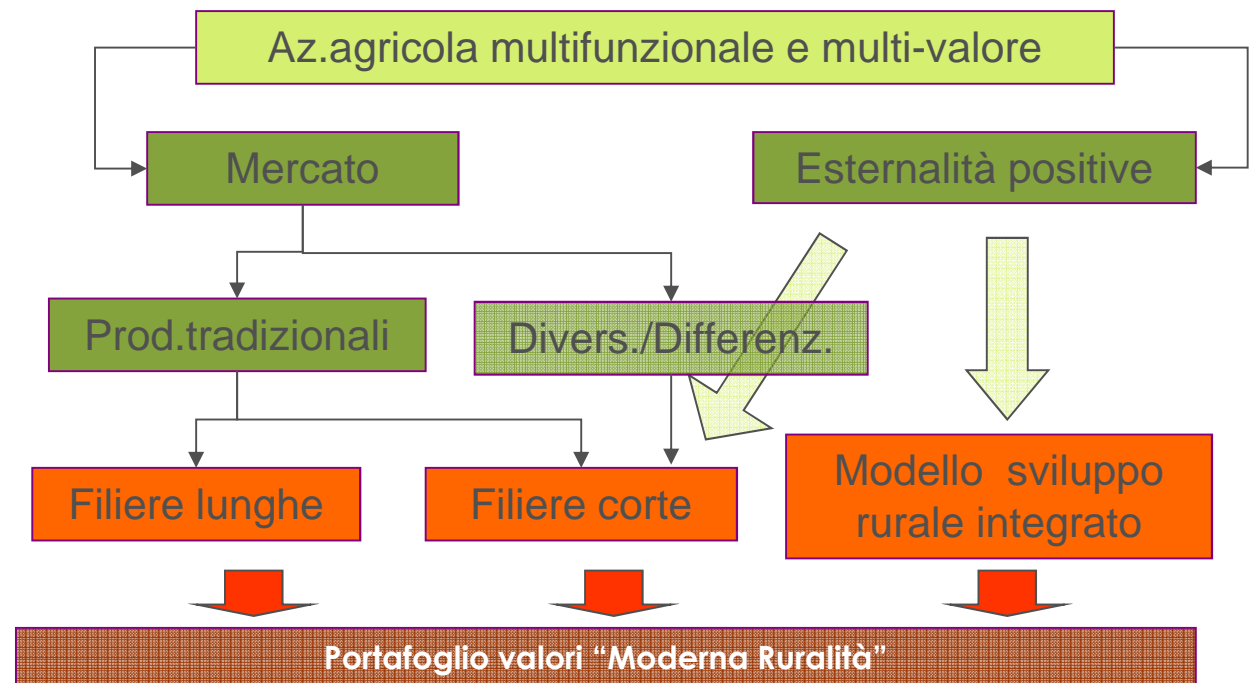 Az.agricola multifunzionale e multi-valore
Mercato
Esternalità positive
Prod.tradizionali
Divers./Differenz.
Filiere lunghe
Filiere corte
Modello sviluppo
rurale integrato
Portafoglio valori “Moderna Ruralità”